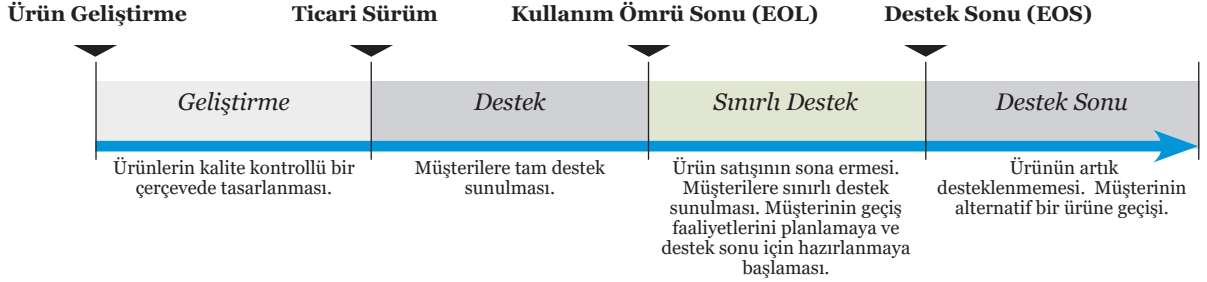 Ürün Geliştirme
Ticari Sürüm
Kullanım Ömrü Sonu (EOL)
Destek Sonu (EOS)
Geliştirme
Destek
Sınırlı Destek
Destek Sonu
Ürünlerin kalite kontrollü bir
çerçevede tasarlanması.
Müşterilere tam destek
sunulması.
Ürün satışının sona ermesi.
Müşterilere sınırlı destek
sunulması. Müşterinin geçiş
faaliyetlerini planlamaya ve
destek sonu için hazırlanmaya
başlaması.
Ürünün artık
desteklenmemesi.  Müşterinin
alternatif bir ürüne geçişi.